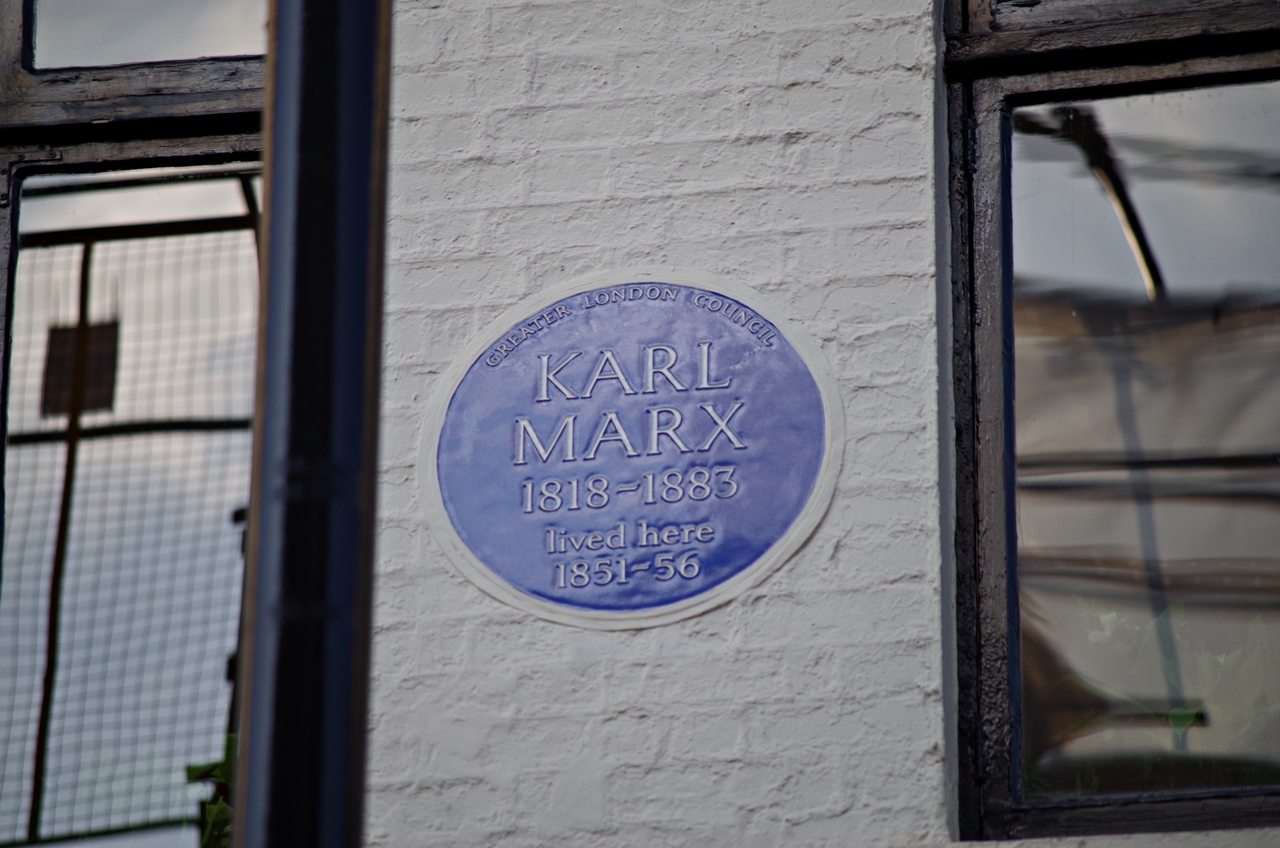 GREATER LONDON COUNCIL
KARL
MARX
1818-1883
lived here
1851-56